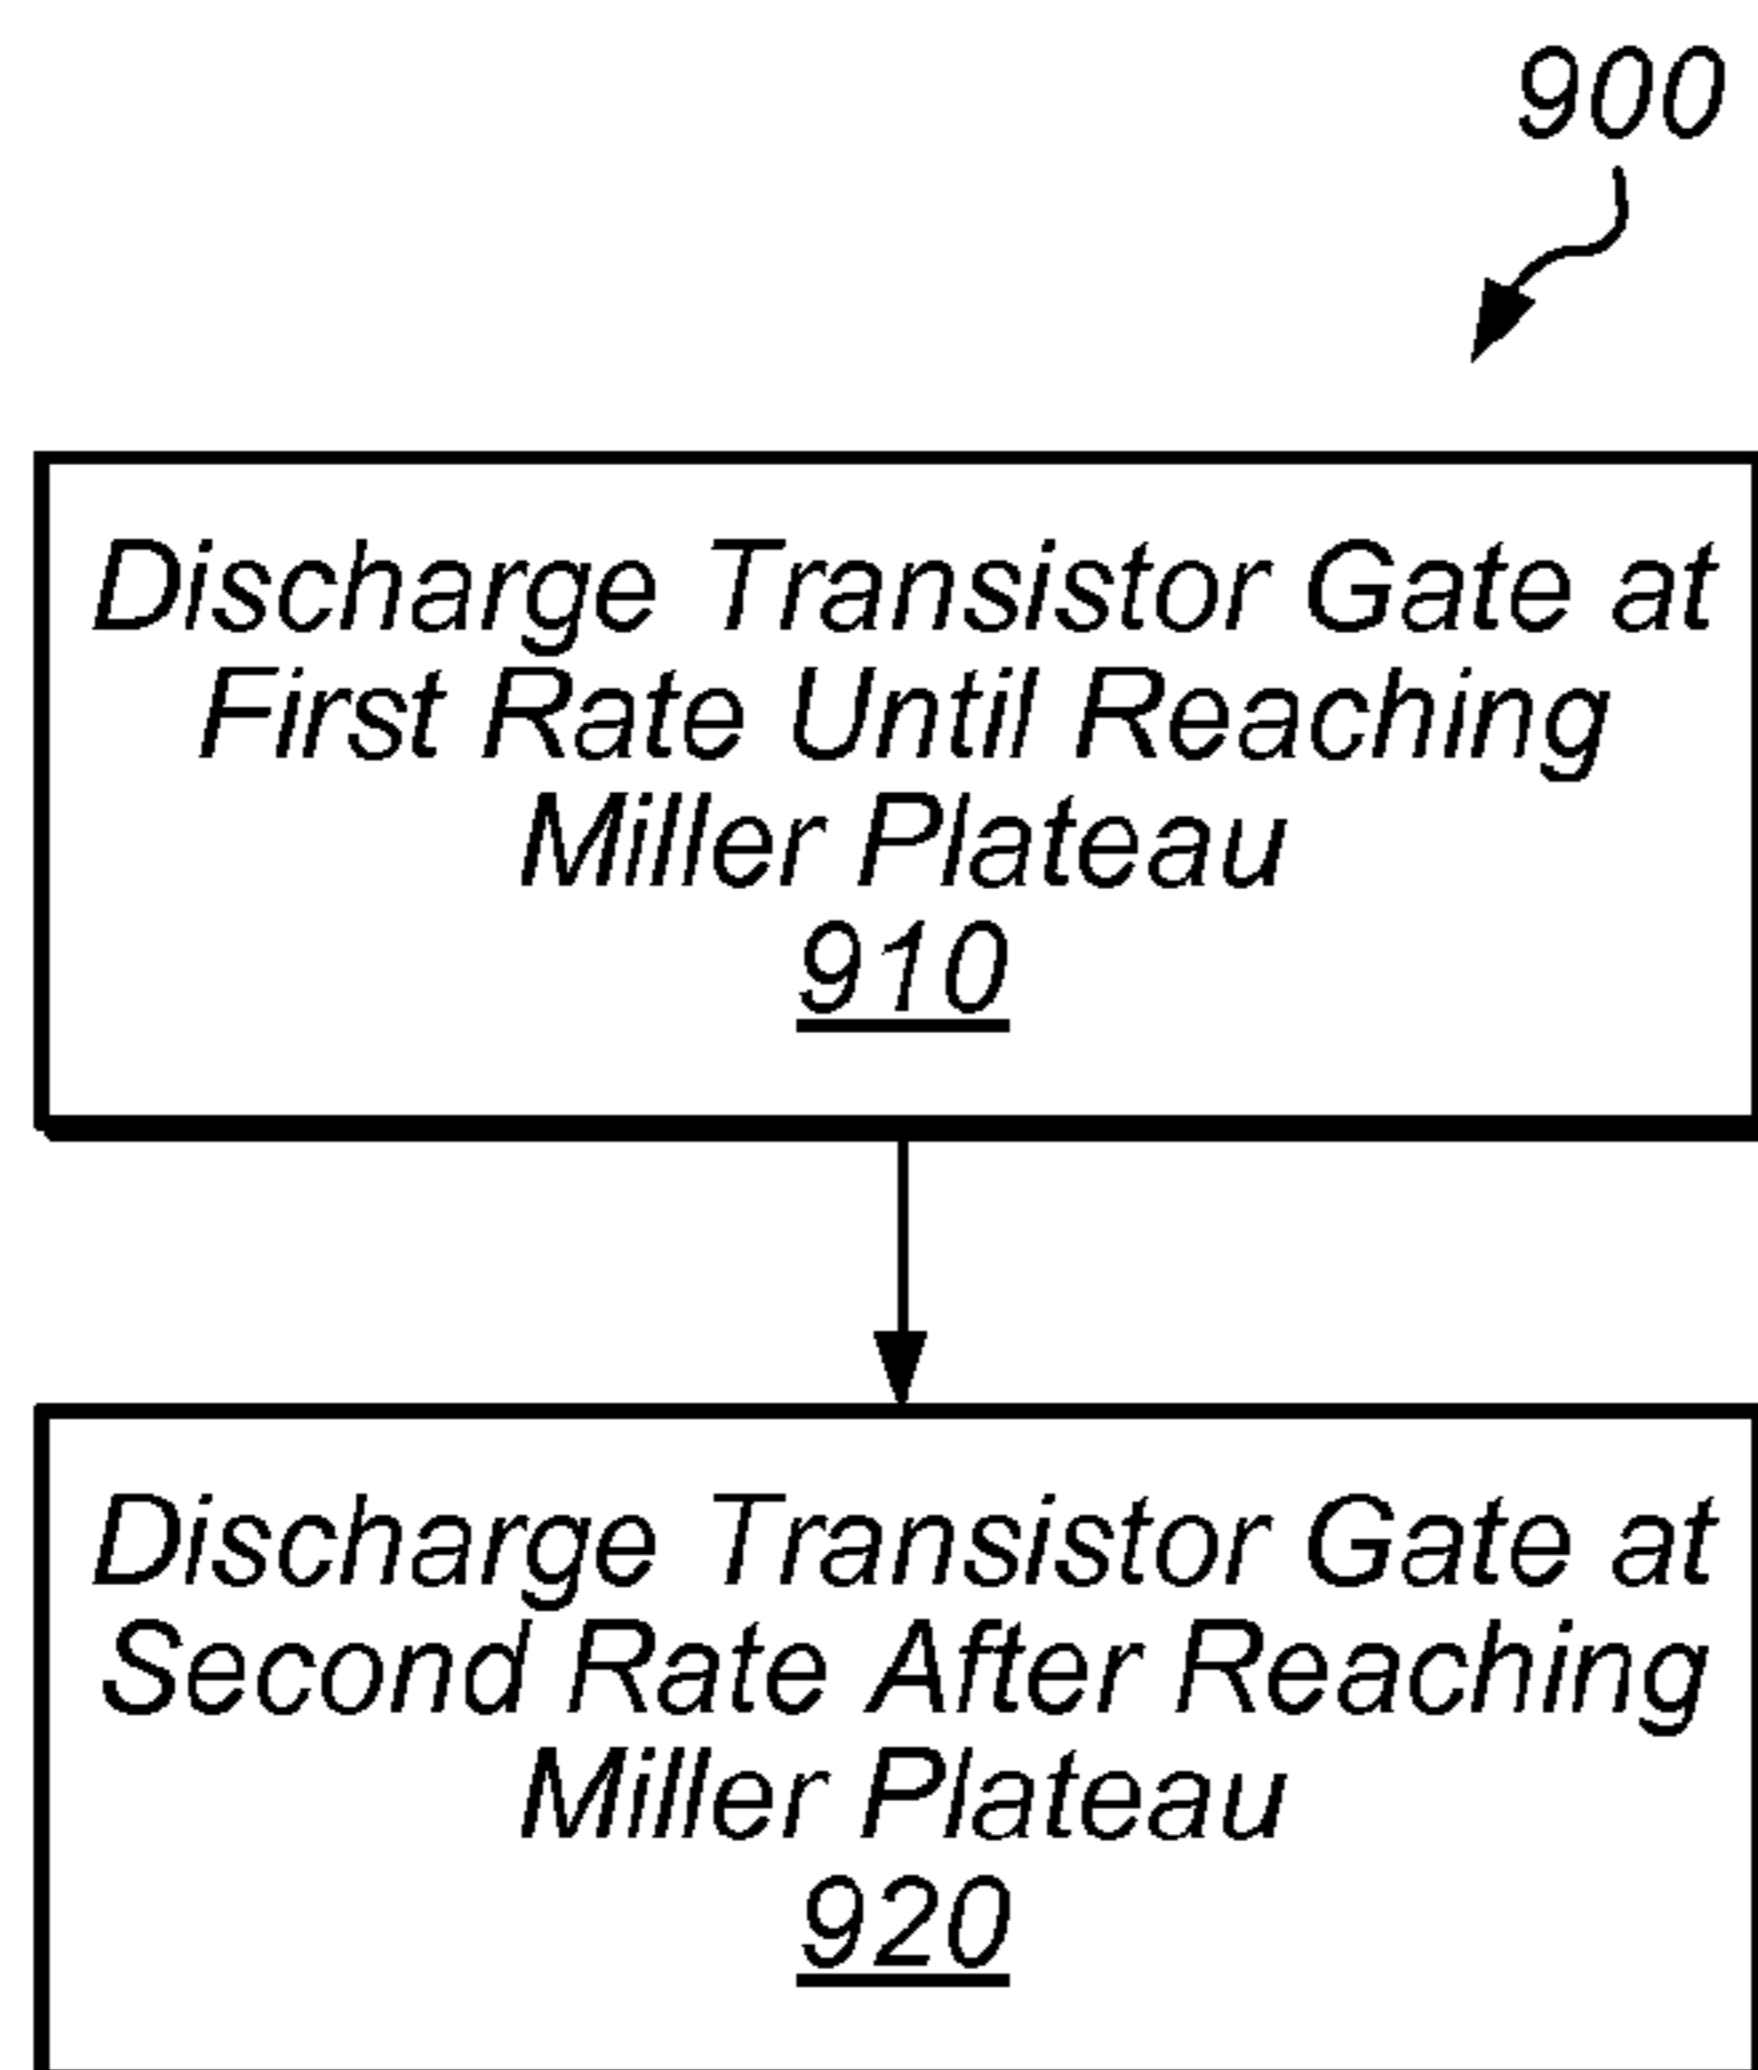 900
Discharge Transistor Gate at
First Rate Until Reaching
Miller Plateau
910
Discharge Transistor Gate at
Second Rate After Reaching
Miller Plateau
920